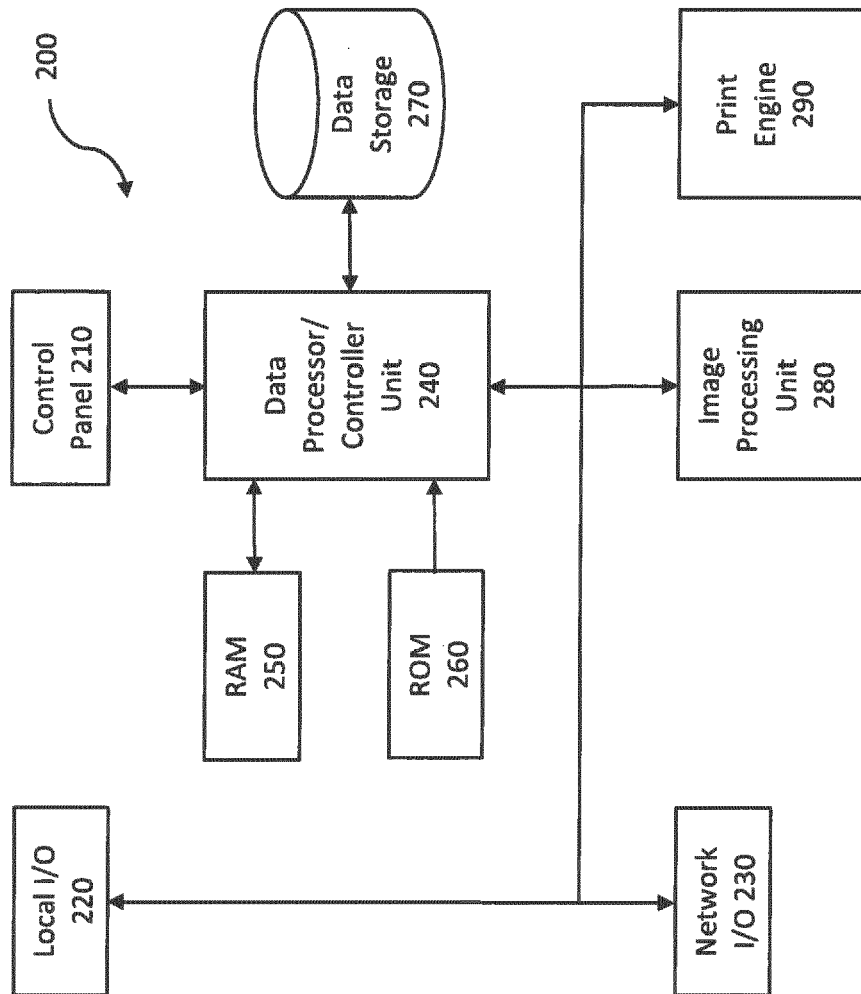 200
Control
Panel 210
Local I/O
220
RAM
250
ROM
260
Data
Processor/
Controller
Unit
240
Data
Storage
270
Network
I/O 230
Image
Processing
Unit
280
Print
Engine
290